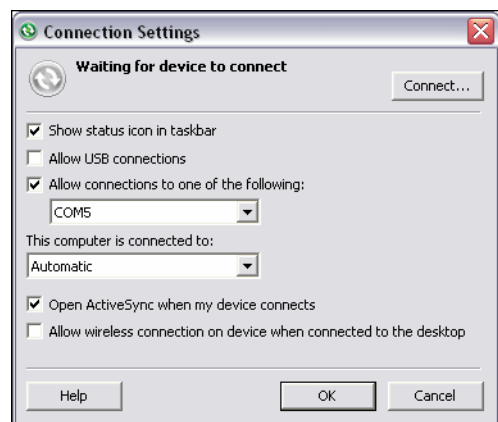 Connection Settings
Waiting for device to connect
Connect...
Show status icon in taskbar
Allow USB connections
Allow connections to one of the following:
COM5
This computer is connected to:
Automatic
Open ActiveSync when my device connects
Allow wireless connection on device when connected to the desktop
Help OK Cancel